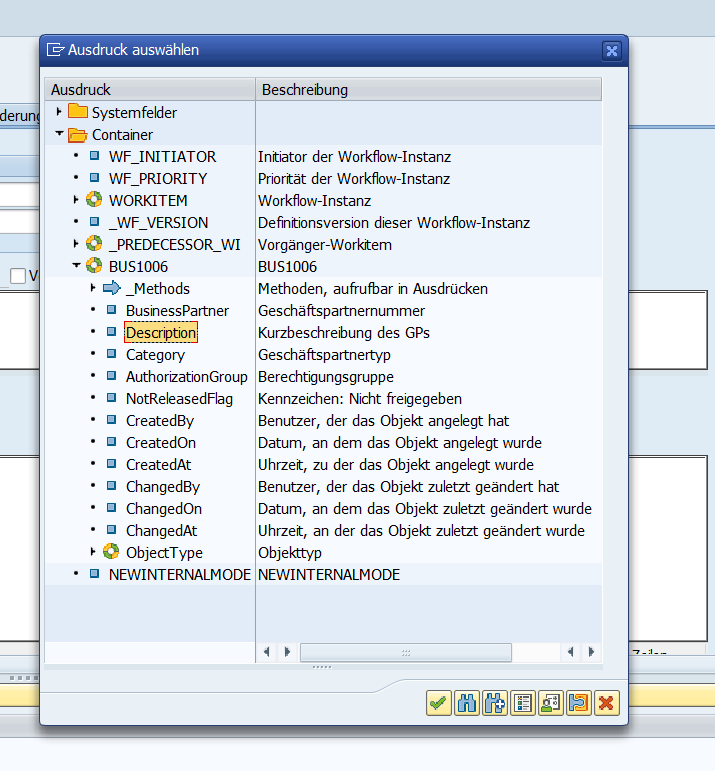 Ausdruck auswählen
Ausdruck Beschreibung
derung
Systemfelder
Container
WF_INITIATOR Initiator der Workflow-Instanz
WF_PRIORITY Priorität der Workflow-Instanz
WORKITEM Workflow-Instanz
_WF_VERSION Definitionsversion dieser Workflow-Instanz
_PREDECESSOR_WI Vorgänger-Workitem
V
BUS1006 BUS1006
_Methods Methoden, aufrufbar in Ausdrücken
BusinessPartner Geschäftspartnernummer
Description Kurzbeschreibung des GPs
Category Geschäftspartnertyp
AuthorizationGroup Berechtigungsgruppe
NotReleasedFlag Kennzeichen: Nicht freigegeben
CreatedBy Benutzer, der das Objekt angelegt hat
CreatedOn Datum, an dem das Objekt angelegt wurde
CreatedAt Uhrzeit, zu der das Objekt angelegt wurde
ChangedBy Benutzer, der das Objekt zuletzt geändert hat
ChangedOn Datum, an dem das Objekt zuletzt geändert wurde
ChangedAt Uhrzeit, an der das Objekt zuletzt geändert wurde
ObjectType Objekttyp
NEWINTERNALMODE NEWINTERNALMODE